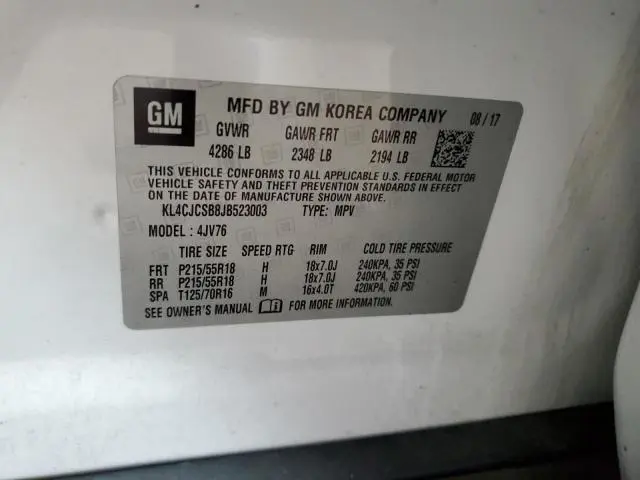 GM
MFD BY GM KOREA COMPANY 08 / 17
GVWR GAWR FRT GAWR RR
4286 LB 2348 LB 2194 LB
THIS VEHICLE CONFORMS TO ALL APPLICABLE U.S. FEDERAL MOTOR
VEHICLE SAFETY AND THEFT PREVENTION STANDARDS IN EFFECT ON
THE DATE OF MANUFACTURE SHOWN ABOVE.
KL4CJCSB8JB523003 TYPE: MPV
MODEL : 4JV76
TIRE SIZE SPEED RTG RIM COLD TIRE PRESSURE
FRT P215/55R18 H 18x7.0J 240KPA, 35 PSI
RR P215/55R18 H 18x7.0J 240KPA, 35 PSI
SPA T125/70R16 M 16x4.0T 420KPA, 60 PSI
SEE OWNER'S MANUAL FOR MORE INFORMATION.